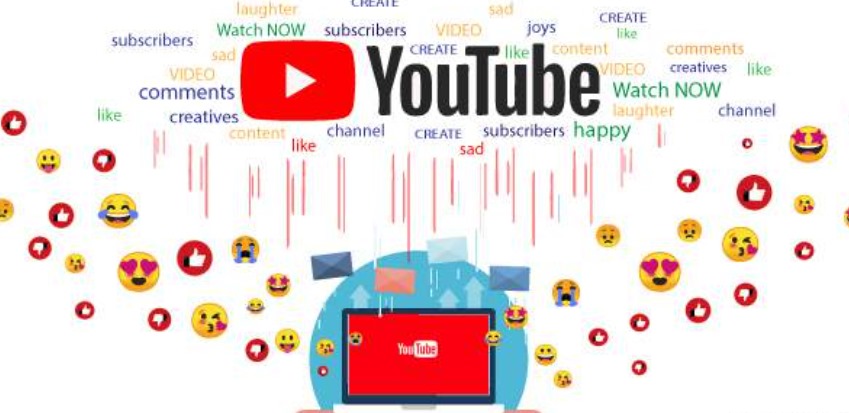 laughter CREATE sad CREATE
Watch NOW subscribers VIDEO joys like
subscribers sad CREATE like content comments
VIDEO YouTube VIDEO creatives like
comments Watch NOW
like creatives laughter channel
content channel CREATE subscribers happy
like sad
YouTube